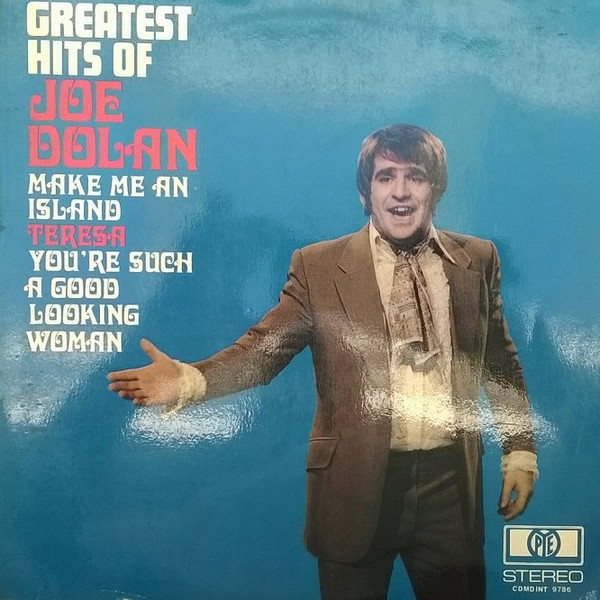 GREATEST
HITS OF
JOE
DOLAN
MAKE ME AN
ISLAND
TERESA
YOU'RE SUCH
A GOOD
LOOKING
WOMAN
PYE
STEREO
CDMDINT 9786